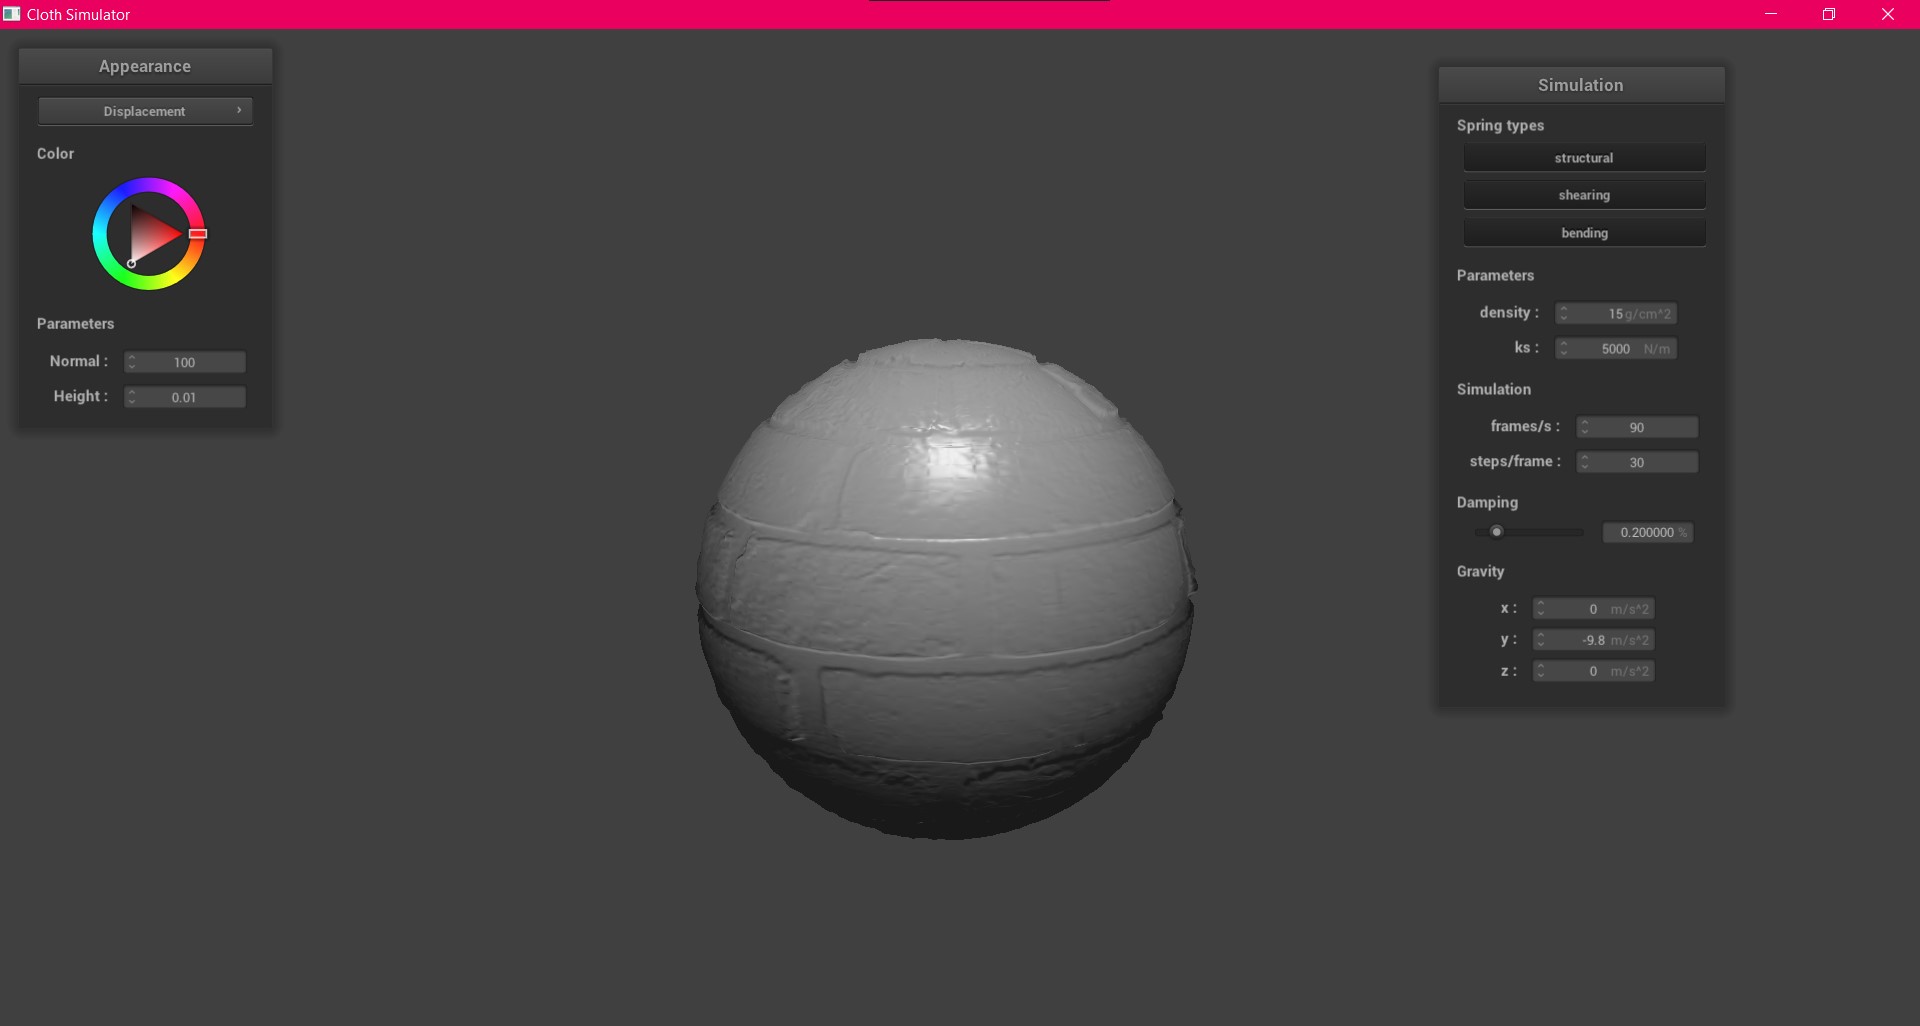 Cloth Simulator
Appearance
Displacement
Color
Parameters
Normal : 100
Height : 0.01
Simulation
Spring types
structural
shearing
bending
Parameters
density : 15 g/cm^2
ks : 5000 N/m
Simulation
frames/s : 90
steps/frame : 30
Damping
0.200000 %
Gravity
x : 0 m/s^2
y : -9.8 m/s^2
z : 0 m/s^2